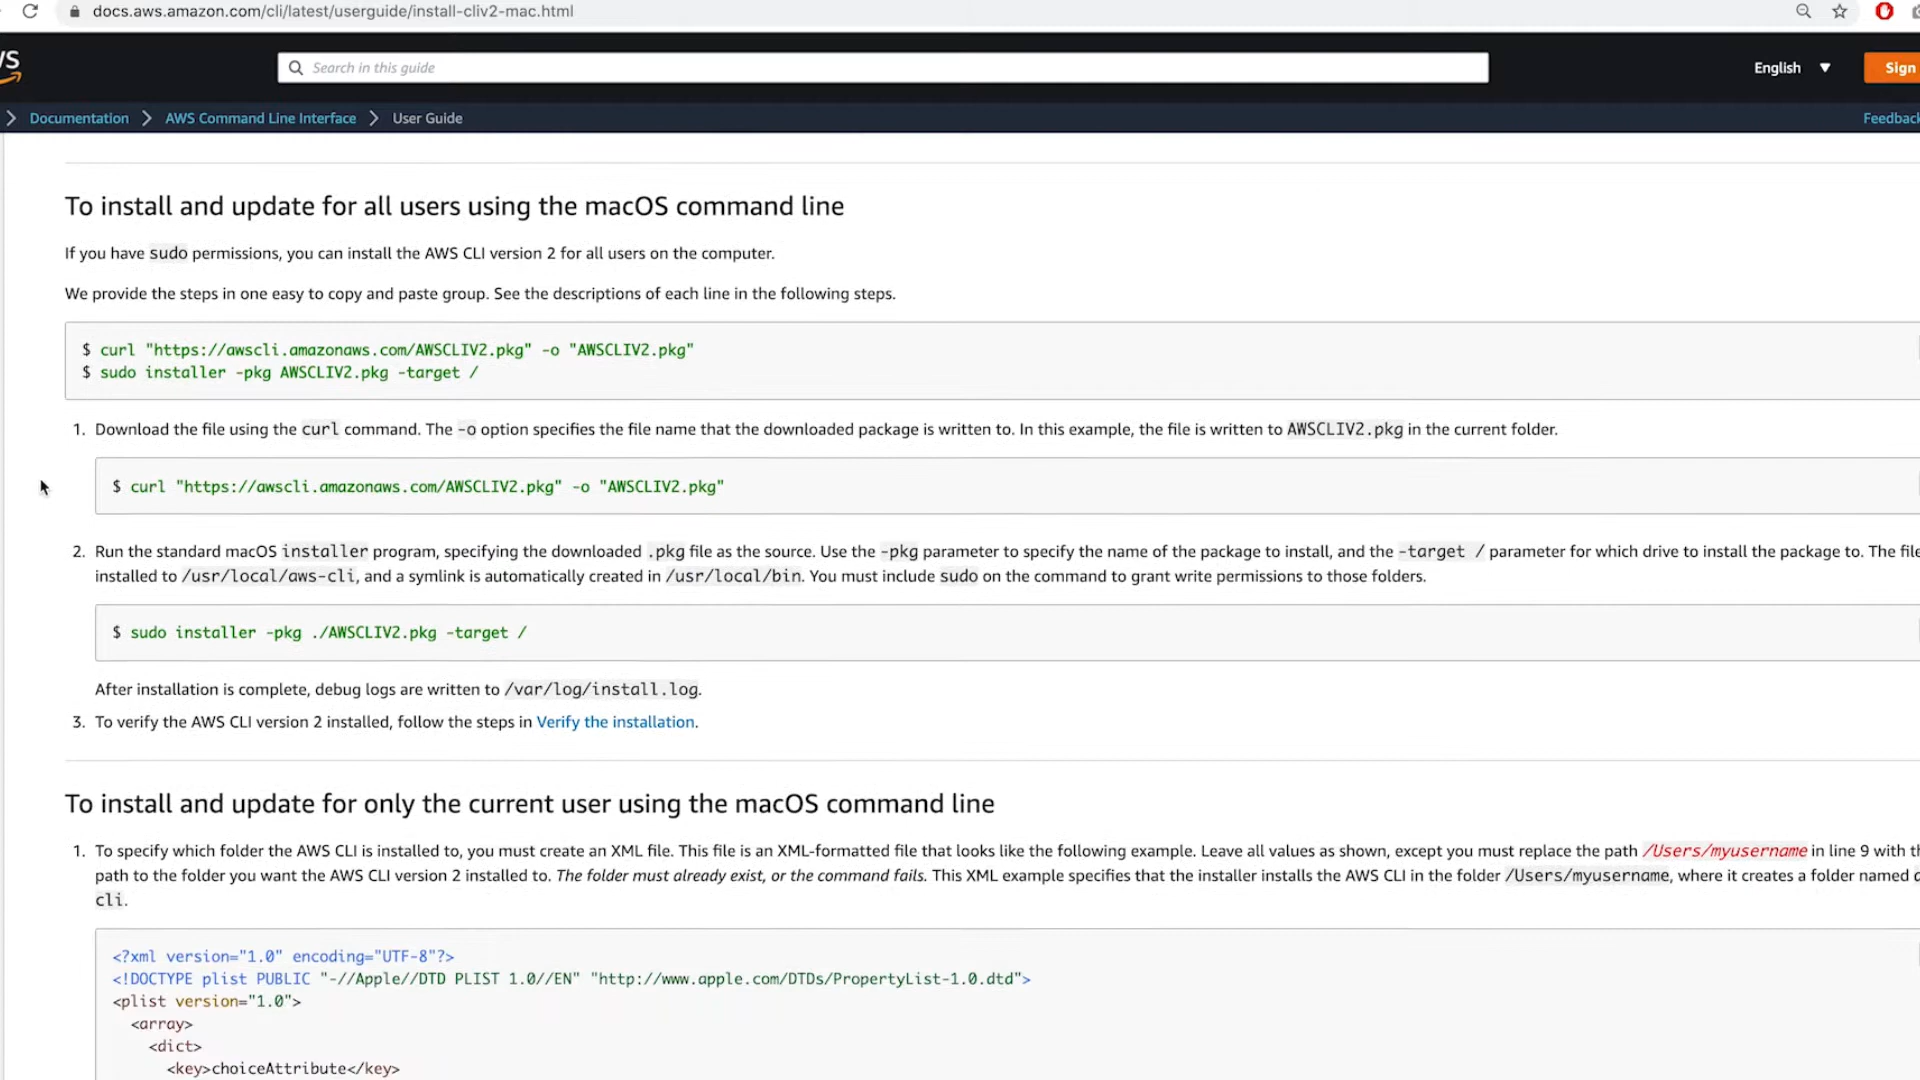 docs.aws.amazon.com/cli/latest/userguide/install-cliv2-mac.html
Search in this guide
English
Sign
Documentation > AWS Command Line Interface > User Guide
Feedback
To install and update for all users using the macOS command line
If you have sudo permissions, you can install the AWS CLI version 2 for all users on the computer.
We provide the steps in one easy to copy and paste group. See the descriptions of each line in the following steps.
$ curl "https://awscli.amazonaws.com/AWSCLIV2.pkg" -o "AWSCLIV2.pkg"
$ sudo installer -pkg AWSCLIV2.pkg -target /
1. Download the file using the curl command. The -o option specifies the file name that the downloaded package is written to. In this example, the file is written to AWSCLIV2.pkg in the current folder.
$ curl "https://awscli.amazonaws.com/AWSCLIV2.pkg" -o "AWSCLIV2.pkg"
2. Run the standard macOS installer program, specifying the downloaded .pkg file as the source. Use the -pkg parameter to specify the name of the package to install, and the -target / parameter for which drive to install the package to. The file
installed to /usr/local/aws-cli, and a symlink is automatically created in /usr/local/bin. You must include sudo on the command to grant write permissions to those folders.
$ sudo installer -pkg ./AWSCLIV2.pkg -target /
After installation is complete, debug logs are written to /var/log/install.log.
3. To verify the AWS CLI version 2 installed, follow the steps in Verify the installation.
To install and update for only the current user using the macOS command line
1. To specify which folder the AWS CLI is installed to, you must create an XML file. This file is an XML-formatted file that looks like the following example. Leave all values as shown, except you must replace the path /Users/myusername in line 9 with
path to the folder you want the AWS CLI version 2 installed to. The folder must already exist, or the command fails. This XML example specifies that the installer installs the AWS CLI in the folder /Users/myusername, where it creates a folder named
cli.
<?xml version="1.0" encoding="UTF-8"?>
<!DOCTYPE plist PUBLIC "-//Apple//DTD PLIST 1.0//EN" "http://www.apple.com/DTDs/PropertyList-1.0.dtd">
<plist version="1.0">
<array>
<dict>
<key>choiceAttribute</key>